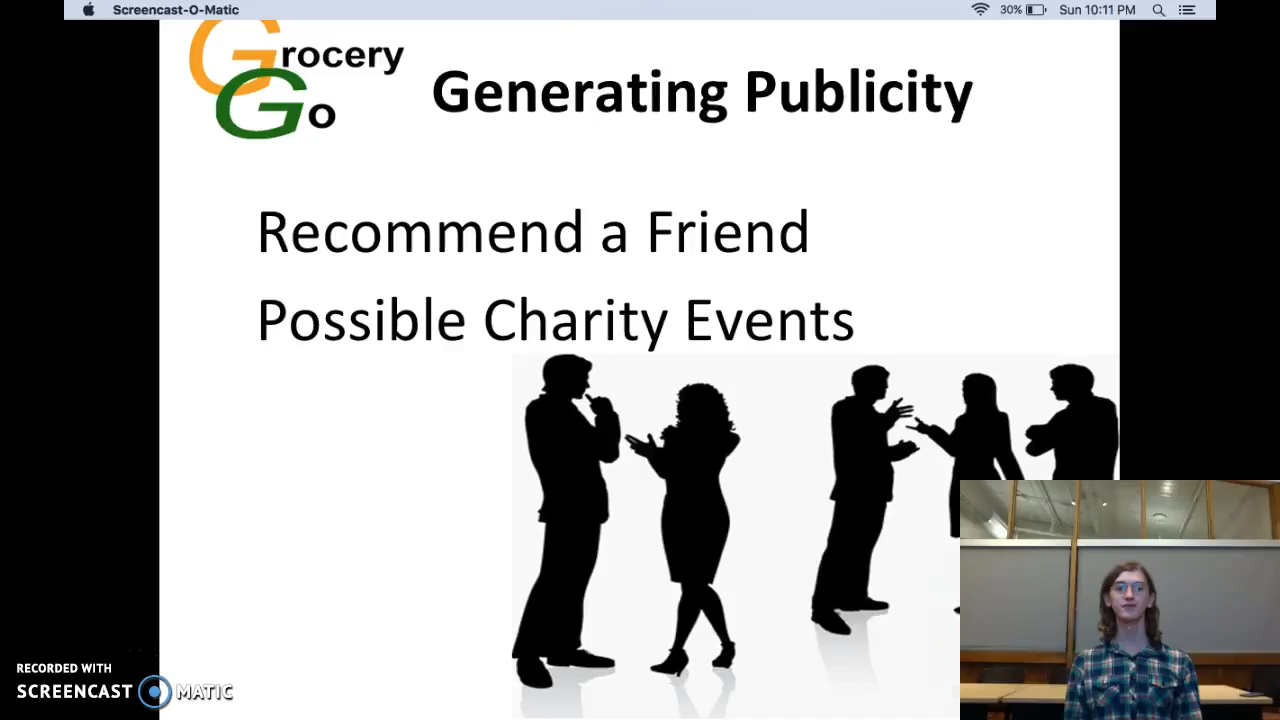 Screencast-O-Matic
30%
Sun 10:11 PM
Grocery
Go
Generating Publicity
Recommend a Friend
Possible Charity Events
RECORDED WITH
SCREENCAST MATIC